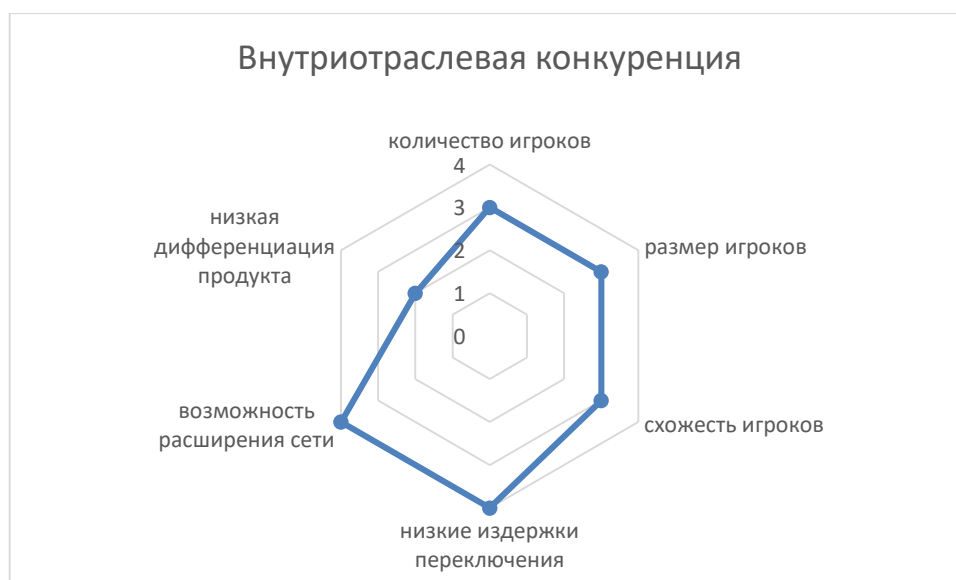 Внутриотраслевая конкуренция
количество игроков
4
3
2
1
0
размер игроков
схожесть игроков
низкие издержки
переключения
возможность
расширения сети
низкая
дифференциация
продукта